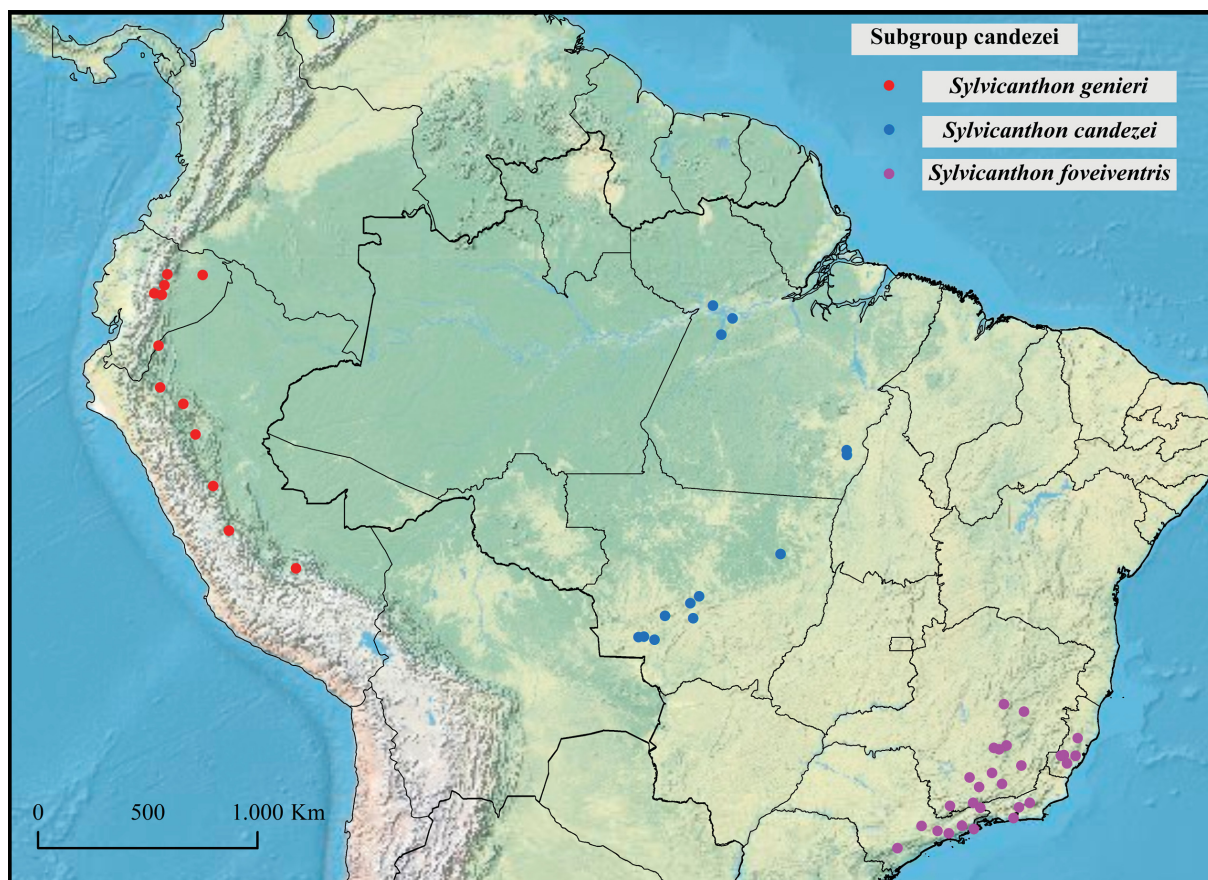 Subgroup candezei
Sylvicanthon genieri
Sylvicanthon candezei
Sylvicanthon foveiventris
0 500 1.000 Km